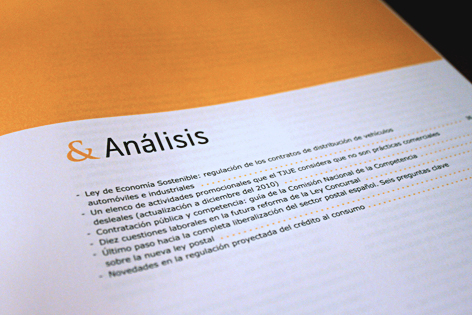 & Análisis
- Ley de Economía Sostenible: regulación de los contratos de distribución de vehículos
automóviles e industriales
- Un elenco de actividades promocionales que el TJUE considera que no son prácticas comerciales
desleales (actualización a diciembre del 2010)
- Contratación pública y competencia: guía de la Comisión Nacional de la Competencia
- Diez cuestiones laborales en la futura reforma de la Ley Concursal
- Último paso hacia la completa liberalización del sector postal español. Seis preguntas clave
sobre la nueva ley postal
- Novedades en la regulación proyectada del crédito al consumo